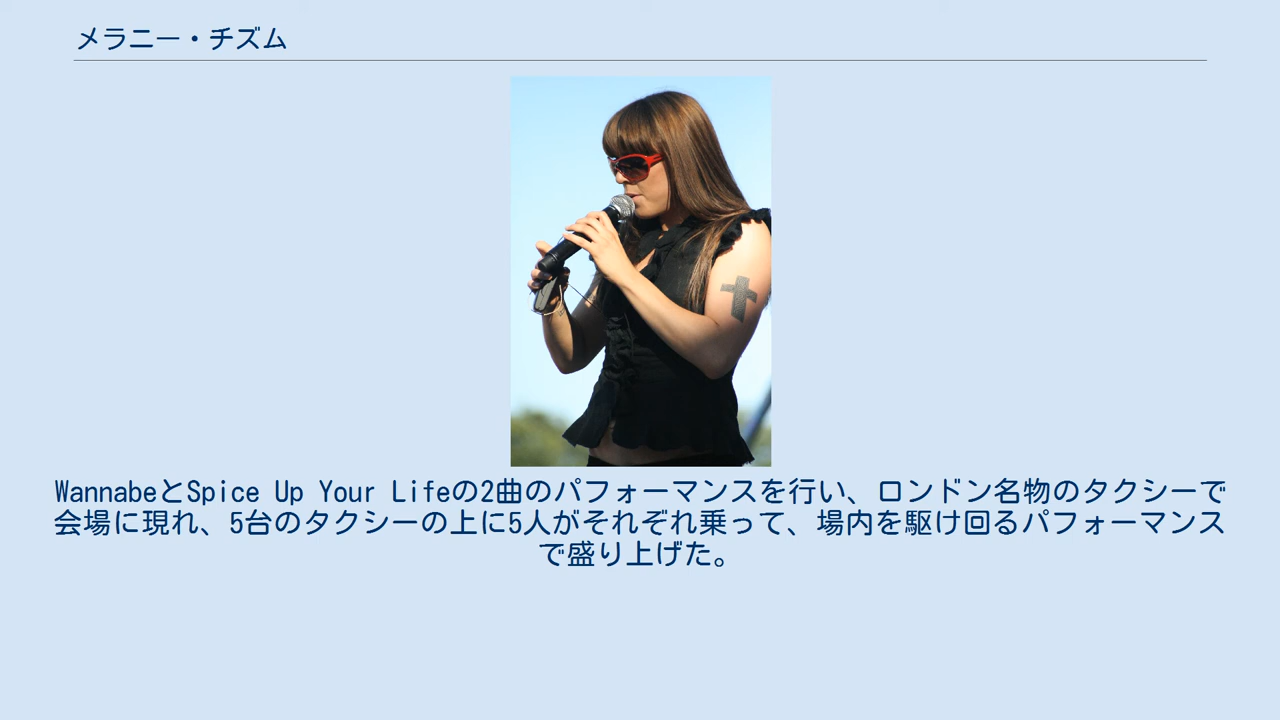 メラニー・チズム
WannabeとSpice Up Your Lifeの2曲のパフォーマンスを行い、ロンドン名物のタクシーで
会場に現れ、5台のタクシーの上に5人がそれぞれ乗って、場内を駆け回るパフォーマンス
で盛り上げた。